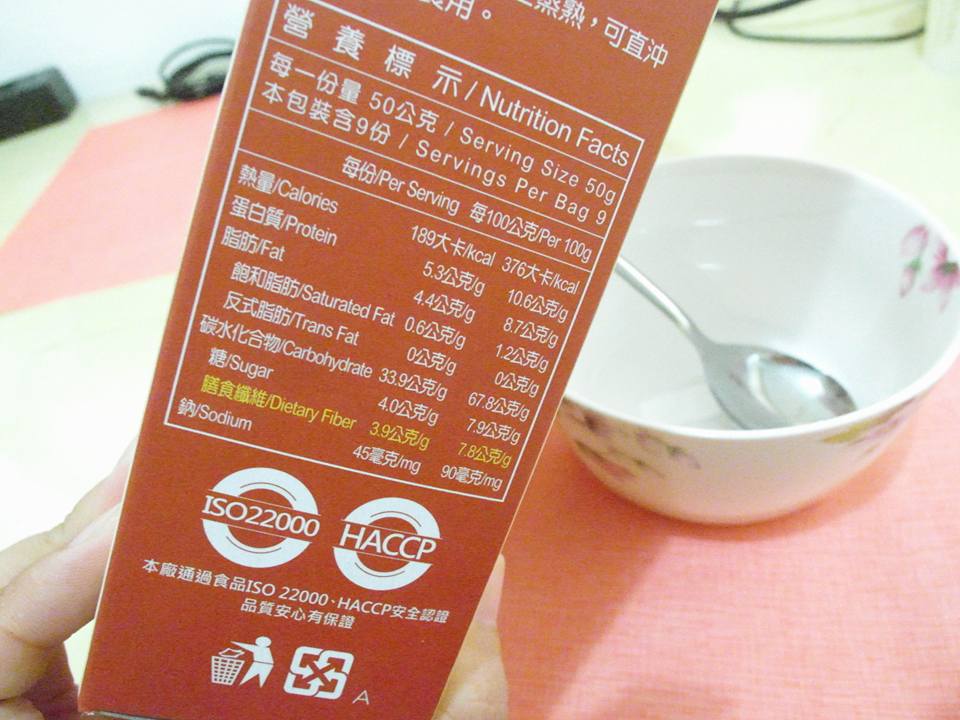 蒸熟，可直沖
食用。
營養標示/Nutrition Facts
每一份量 50公克 / Serving Size 50g
本包裝含9份 / Servings Per Bag 9
每份/Per Serving 每100公克/Per 100g
熱量/Calories 189大卡/kcal 376大卡/kcal
蛋白質/Protein 5.3公克/g 10.6公克/g
脂肪/Fat 4.4公克/g 8.7公克/g
飽和脂肪/Saturated Fat 0.6公克/g 1.2公克/g
反式脂肪/Trans Fat 0公克/g 0公克/g
碳水化合物/Carbohydrate 33.9公克/g 67.8公克/g
糖/Sugar 4.0公克/g 7.9公克/g
膳食纖維/Dietary Fiber 3.9公克/g 7.8公克/g
鈉/Sodium 45毫克/mg 90毫克/mg
ISO22000
HACCP
本廠通過食品ISO 22000、HACCP安全認證
品質安心有保證
A